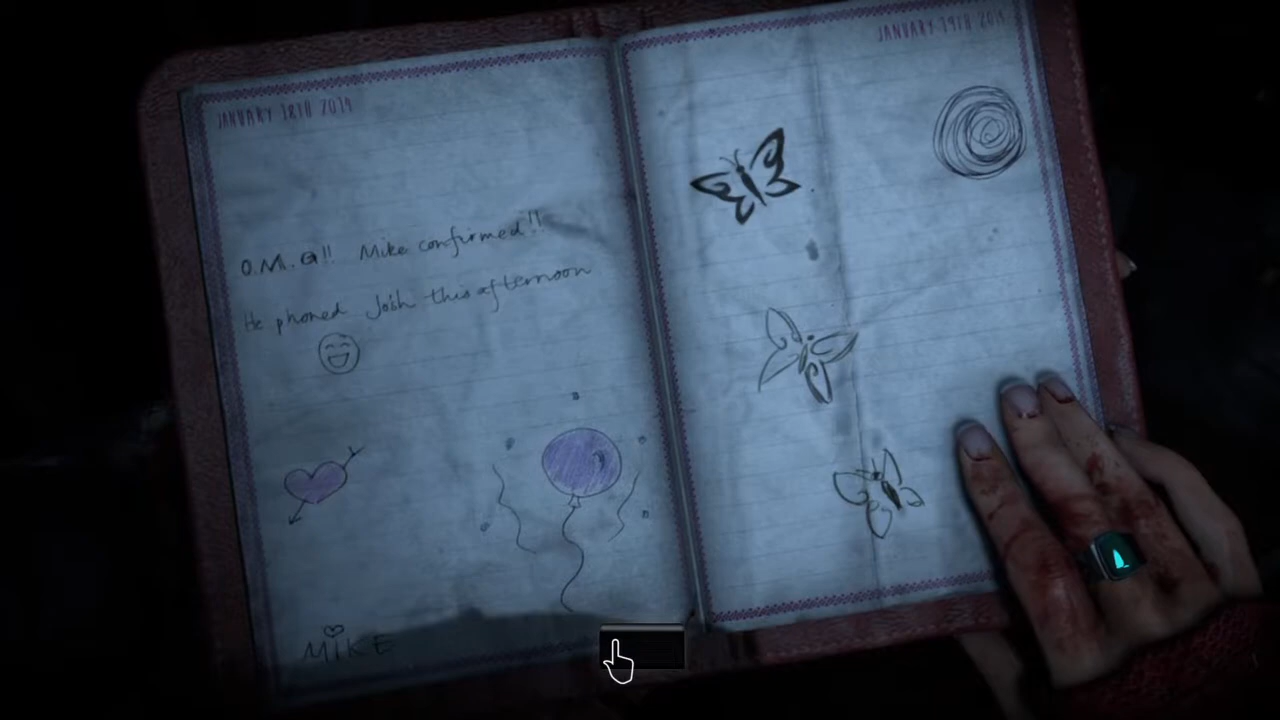 JANUARY 18TH 2014
O.M.G!! Mike confirmed!!
He phoned Josh this afternoon
MIKE
JANUARY 19TH 2014